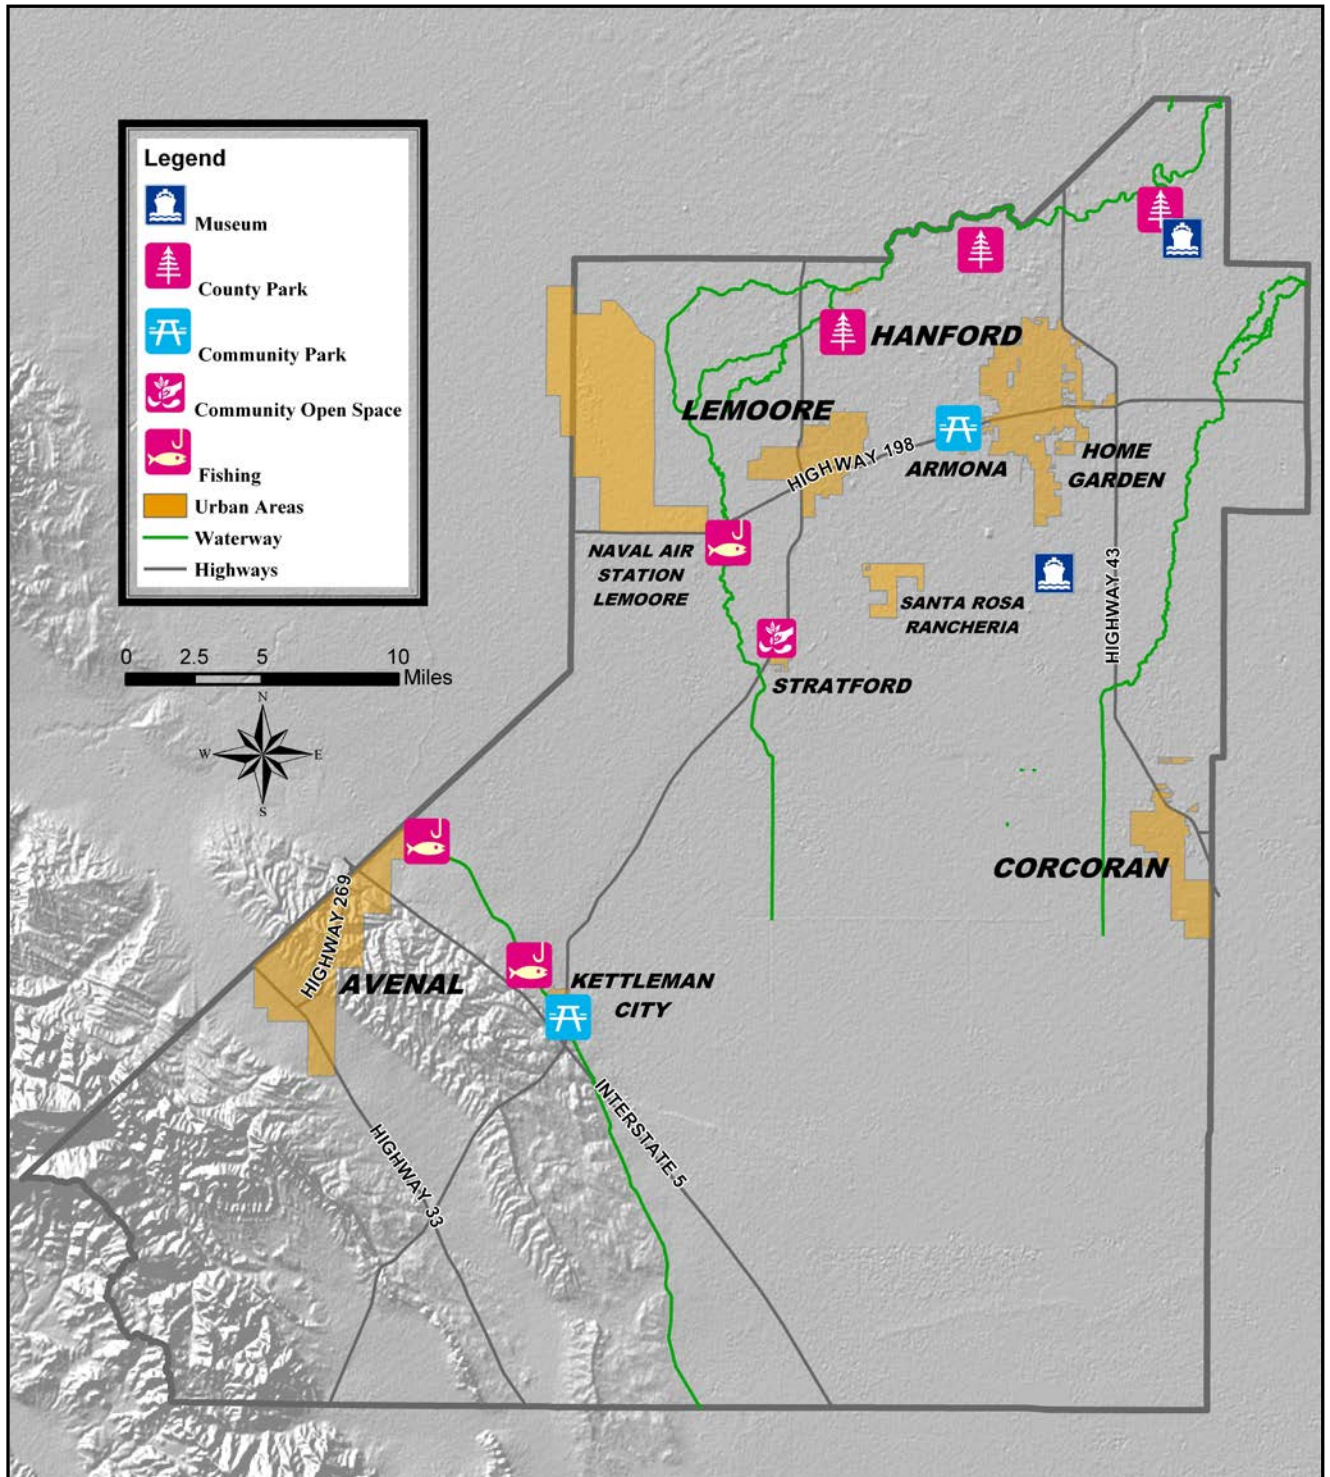 Legend
Museum
County Park
Community Park
Community Open Space
Fishing
Urban Areas
Waterway
Highways
0 2.5 5 10
Miles
N
W E
S
HANFORD
LEMOORE
HIGHWAY 198
ARMONA
HOME
GARDEN
NAVAL AIR
STATION
LEMOORE
SANTA ROSA
RANCHERIA
HIGHWAY 43
STRATFORD
CORCORAN
HIGHWAY 269
AVENAL
KETTLEMAN
CITY
INTERSTATE 5
HIGHWAY 33